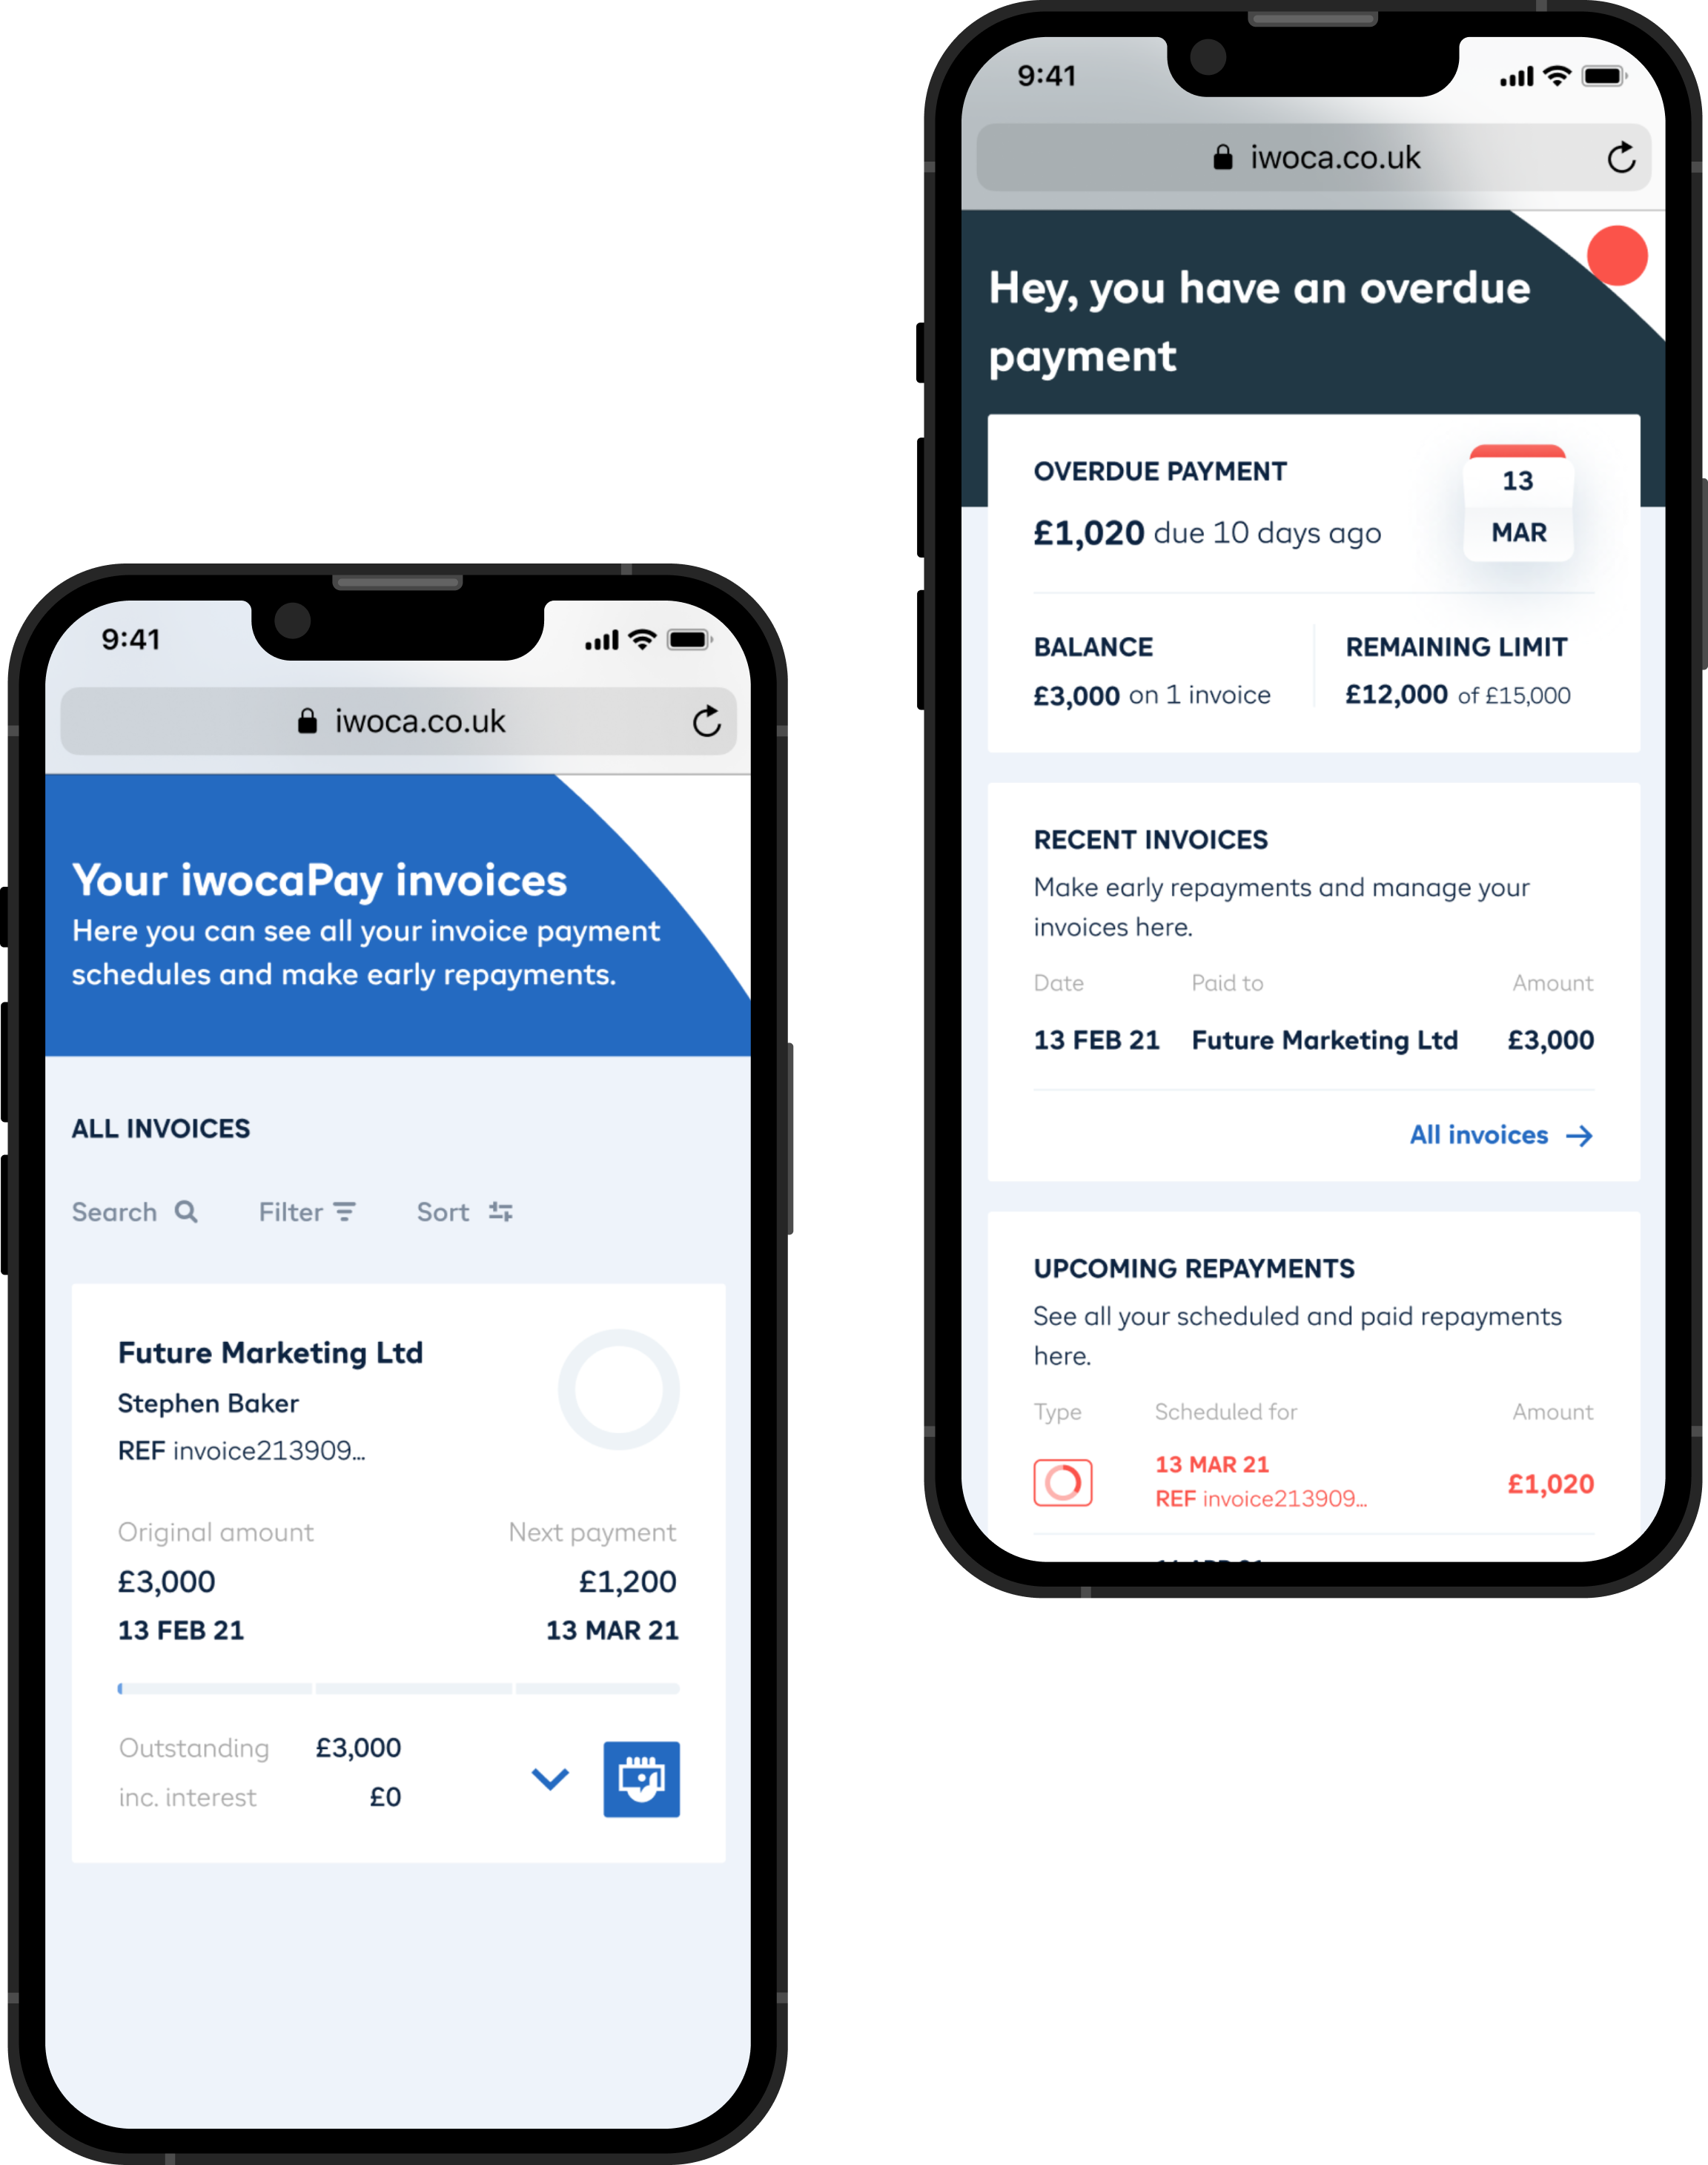 9:41
iwoca.co.uk
Your iwocaPay invoices
Here you can see all your invoice payment
schedules and make early repayments.
ALL INVOICES
Search Filter Sort
Future Marketing Ltd
Stephen Baker
REF invoice213909...
Original amount Next payment
£3,000 £1,200
13 FEB 21 13 MAR 21
Outstanding £3,000
inc. interest £0
9:41
iwoca.co.uk
Hey, you have an overdue
payment
OVERDUE PAYMENT
£1,020 due 10 days ago
13
MAR
BALANCE
£3,000 on 1 invoice
REMAINING LIMIT
£12,000 of £15,000
RECENT INVOICES
Make early repayments and manage your
invoices here.
Date Paid to Amount
13 FEB 21 Future Marketing Ltd £3,000
All invoices
UPCOMING REPAYMENTS
See all your scheduled and paid repayments
here.
Type Scheduled for Amount
13 MAR 21
REF invoice213909...
£1,020